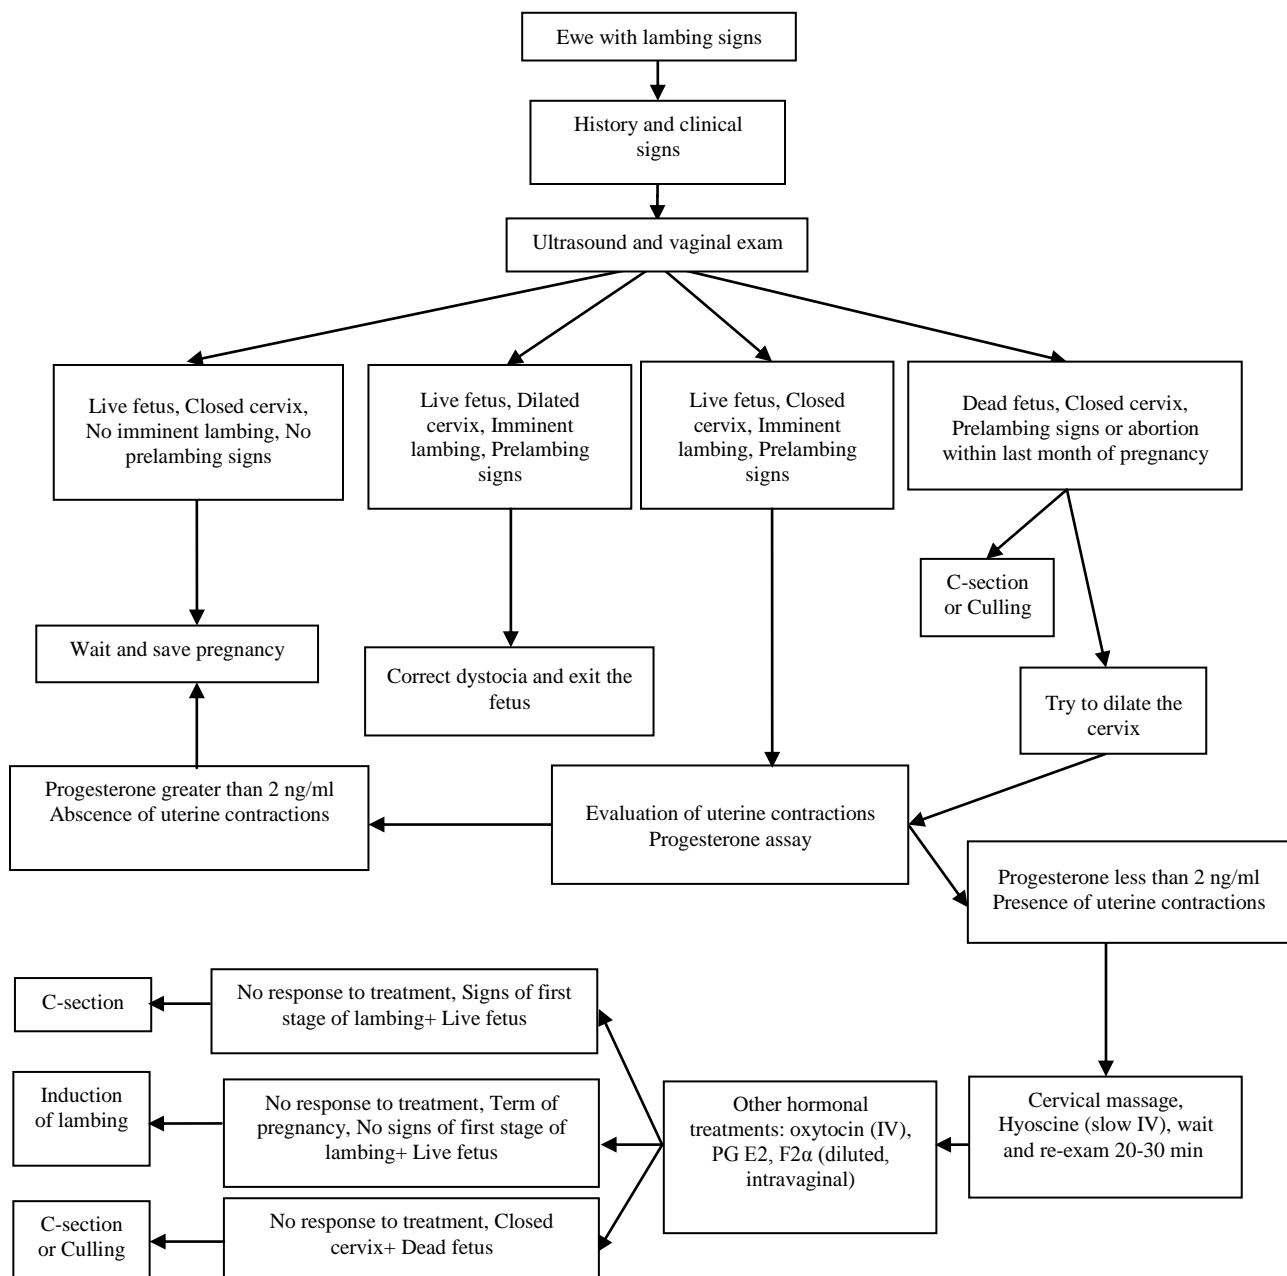 Ewe with lambing signs
History and clinical
signs
Ultrasound and vaginal exam
Live fetus, Closed cervix,
No imminent lambing, No
prelambing signs
Live fetus, Dilated
cervix, Imminent
lambing, Prelambing
signs
Live fetus, Closed
cervix, Imminent
lambing, Prelambing
signs
Dead fetus, Closed cervix,
Prelambing signs or abortion
within last month of pregnancy
C-section
or Culling
Wait and save pregnancy
Correct dystocia and exit the
fetus
Try to dilate the
cervix
Progesterone greater than 2 ng/ml
Abscence of uterine contractions
Evaluation of uterine contractions
Progesterone assay
Progesterone less than 2 ng/ml
Presence of uterine contractions
C-section
No response to treatment, Signs of first
stage of lambing+ Live fetus
Induction
of lambing
No response to treatment, Term of
pregnancy, No signs of first stage of
lambing+ Live fetus
Other hormonal
treatments: oxytocin (IV),
PG E2, F2α (diluted,
intravaginal)
Cervical massage,
Hyoscine (slow IV), wait
and re-exam 20-30 min
C-section
or Culling
No response to treatment, Closed
cervix+ Dead fetus